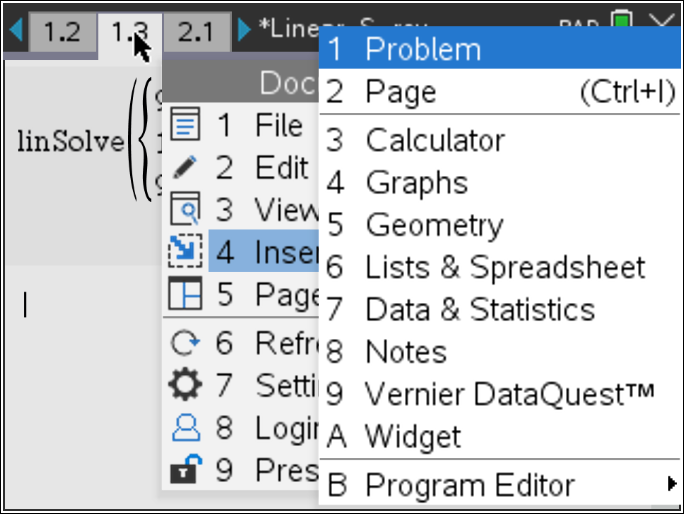 1.2 1.3 2.1 RAD
Doc
linSolve
1 File
2 Edit
3 View
4 Inser
5 Page
6 Refre
7 Setti
8 Login
9 Pres
1 Problem
2 Page (Ctrl+I)
3 Calculator
4 Graphs
5 Geometry
6 Lists & Spreadsheet
7 Data & Statistics
8 Notes
9 Vernier DataQuest™
A Widget
B Program Editor